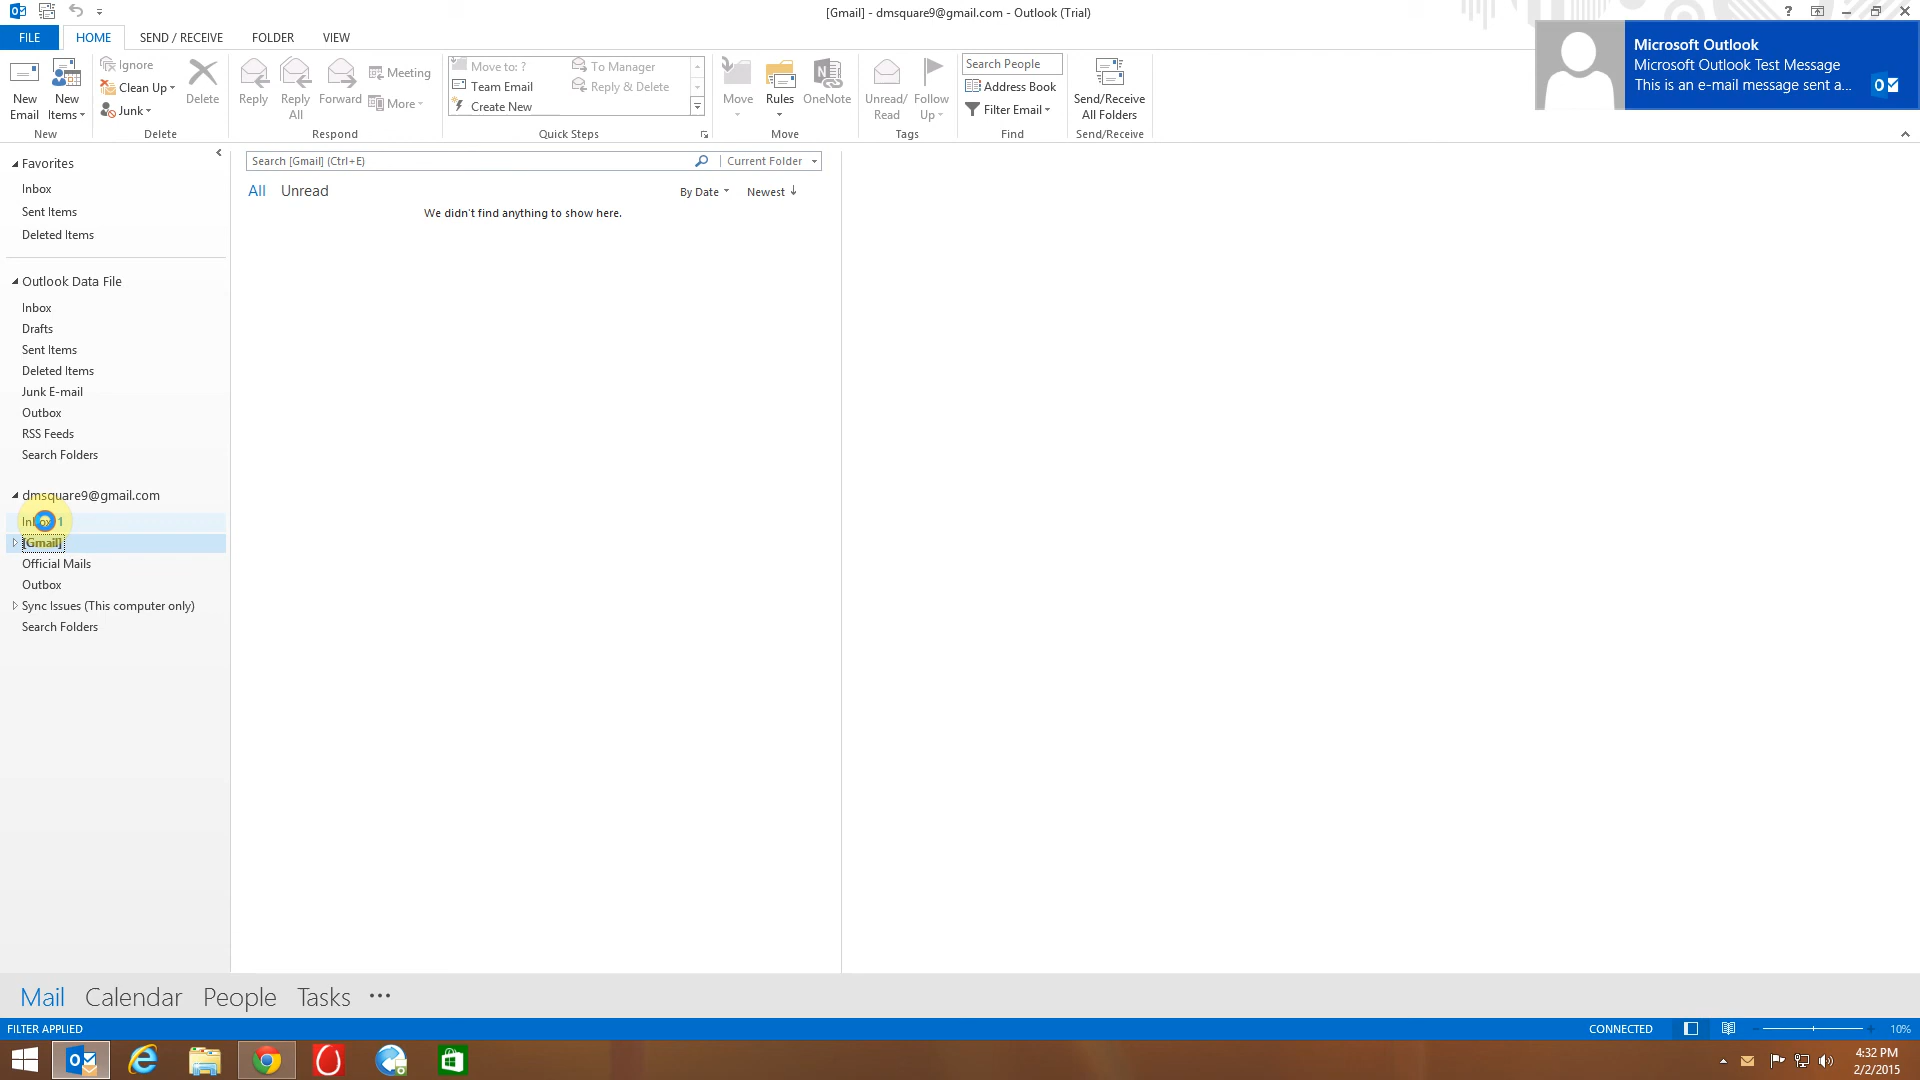 [Gmail] - dmsquare9@gmail.com - Outlook (Trial)
FILE HOME SEND / RECEIVE FOLDER VIEW
Microsoft Outlook
Microsoft Outlook Test Message
This is an e-mail message sent a...
New Email
New Items
New
Ignore
Clean Up
Junk
Delete
Delete
Reply
Reply All
Forward
Meeting
More
Respond
Move to: ?
Team Email
Create New
To Manager
Reply & Delete
Quick Steps
Move
Rules
OneNote
Move
Unread/ Read
Follow Up
Tags
Search People
Address Book
Filter Email
Find
Send/Receive All Folders
Send/Receive
Favorites
Inbox
Sent Items
Deleted Items
Outlook Data File
Inbox
Drafts
Sent Items
Deleted Items
Junk E-mail
Outbox
RSS Feeds
Search Folders
dmsquare9@gmail.com
Inbox 1
[Gmail]
Official Mails
Outbox
Sync Issues (This computer only)
Search Folders
Search [Gmail] (Ctrl+E)
Current Folder
All Unread
By Date Newest
We didn't find anything to show here.
Mail Calendar People Tasks
FILTER APPLIED
CONNECTED
10%
4:32 PM
2/2/2015